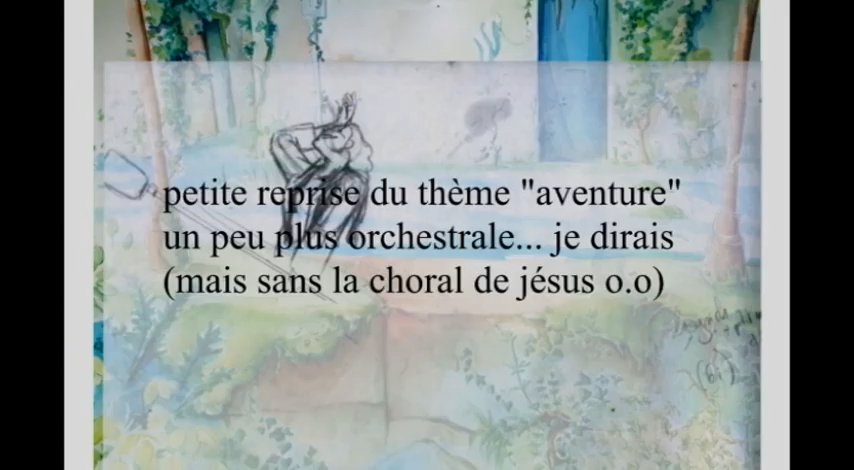 petite reprise du thème "aventure"
un peu plus orchestrale... je dirais
(mais sans la choral de jésus o.o)